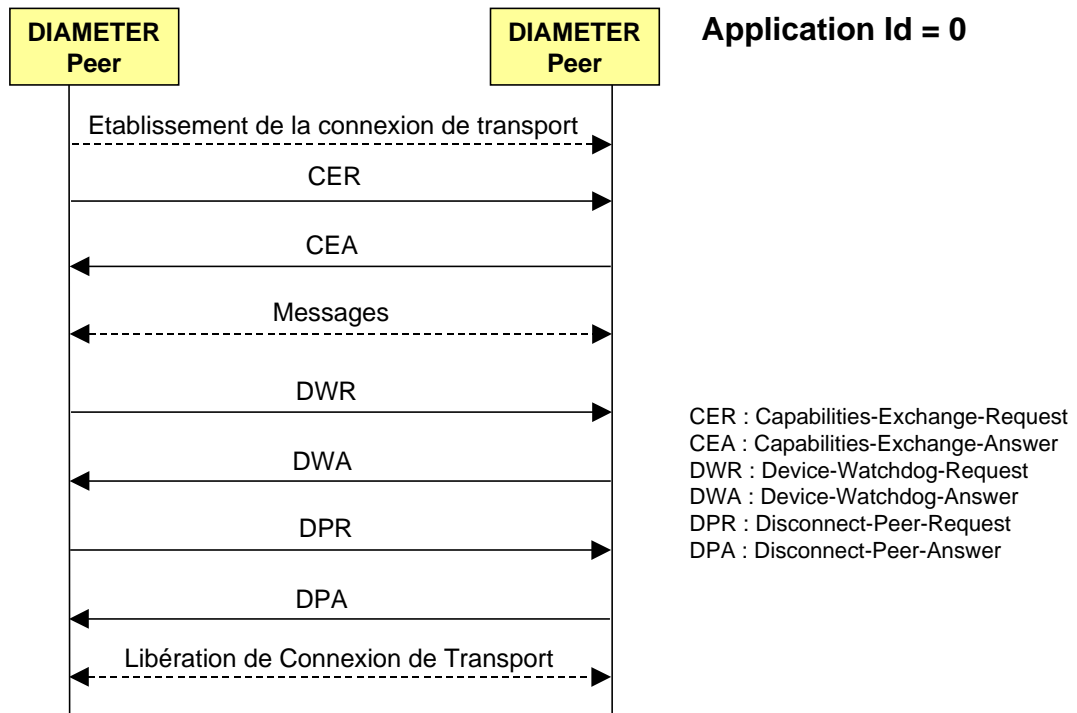 DIAMETER
Peer
DIAMETER
Peer
Application Id = 0
Etablissement de la connexion de transport
CER
CEA
Messages
DWR
DWA
DPR
DPA
Libération de Connexion de Transport
CER : Capabilities-Exchange-Request
CEA : Capabilities-Exchange-Answer
DWR : Device-Watchdog-Request
DWA : Device-Watchdog-Answer
DPR : Disconnect-Peer-Request
DPA : Disconnect-Peer-Answer